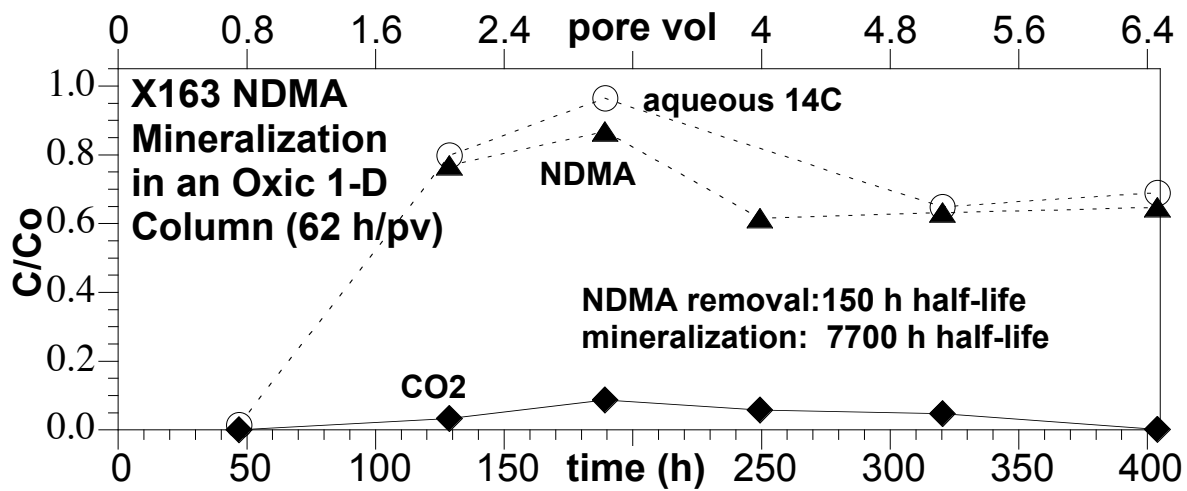 0 0.8 1.6 2.4 pore vol 4 4.8 5.6 6.4
X163 NDMA
Mineralization
in an Oxic 1-D
Column (62 h/pv)
aqueous 14C
NDMA
NDMA removal:150 h half-life
mineralization: 7700 h half-life
CO2
C/Co
1.0
0.8
0.6
0.4
0.2
0.0
0 50 100 150 time (h) 250 300 350 400